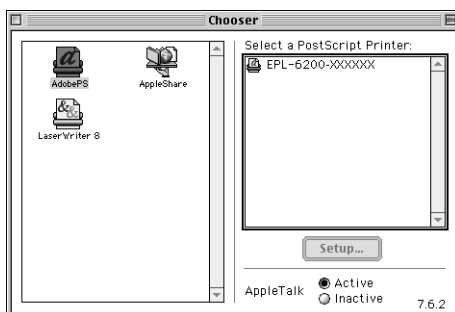 Chooser
AdobePS
AppleShare
LaserWriter 8
Select a PostScript Printer:
EPL-6200-XXXXXX
Setup...
AppleTalk
Active
Inactive
7.6.2